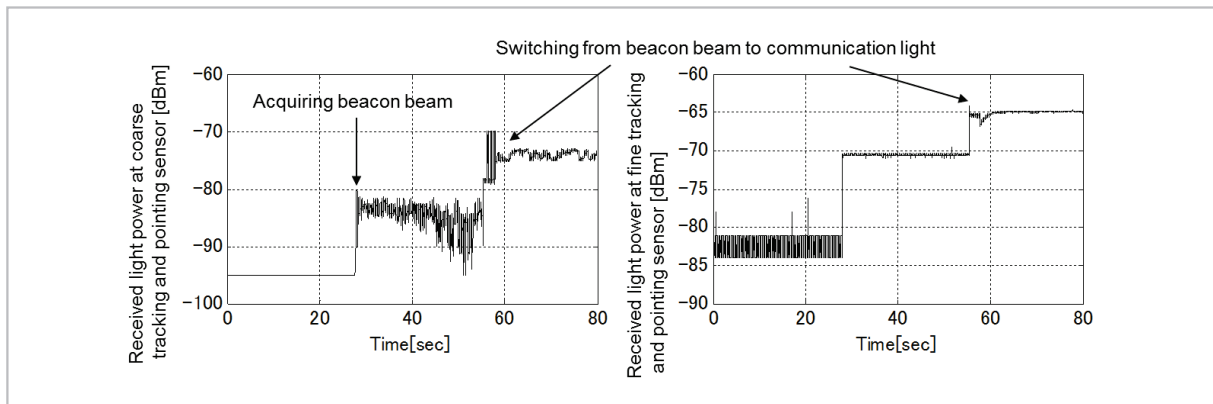 Switching from beacon beam to communication light
Received light power at coarse
tracking and pointing sensor [dBm]
Acquiring beacon beam
-60
-70
-80
-90
-100
0
20
40
60
80
Time[sec]
Received light power at fine tracking
and pointing sensor [dBm]
-60
-65
-70
-75
-80
-85
-90
0
20
40
60
80
Time[sec]